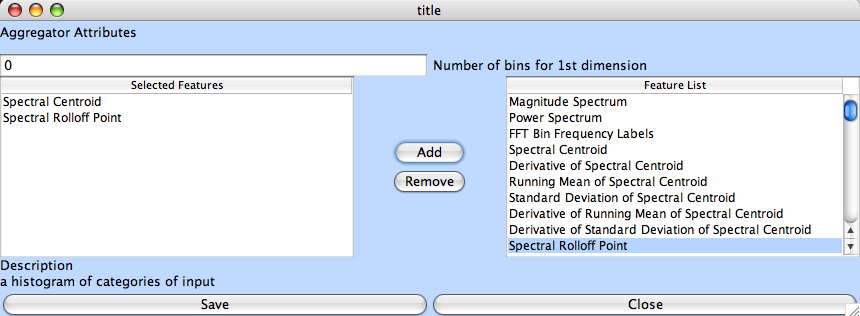 title
Aggregator Attributes
0
Number of bins for 1st dimension
Selected Features
Spectral Centroid
Spectral Rolloff Point
Add
Remove
Feature List
Magnitude Spectrum
Power Spectrum
FFT Bin Frequency Labels
Spectral Centroid
Derivative of Spectral Centroid
Running Mean of Spectral Centroid
Standard Deviation of Spectral Centroid
Derivative of Running Mean of Spectral Centroid
Derivative of Standard Deviation of Spectral Centroid
Spectral Rolloff Point
Description
a histogram of categories of input
Save
Close